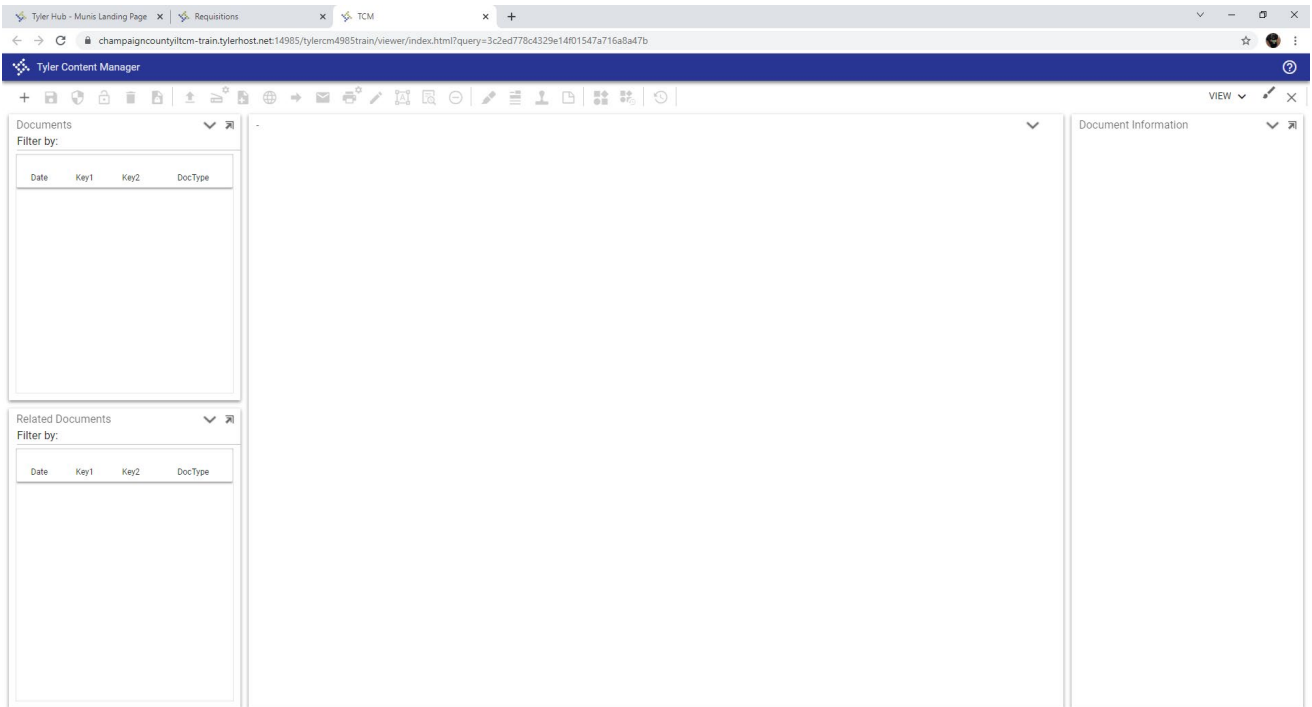 Tyler Hub - Munis Landing Page
Requisitions
TCM
champaigncountyiltcm-train.tylerhost.net:14985/tylercm4985train/viewer/index.html?query=3c2ed778c4329e14f01547a716a8a47b
Tyler Content Manager
VIEW
Documents
-
Document Information
Filter by:
Date Key1 Key2 DocType
Related Documents
Filter by:
Date Key1 Key2 DocType